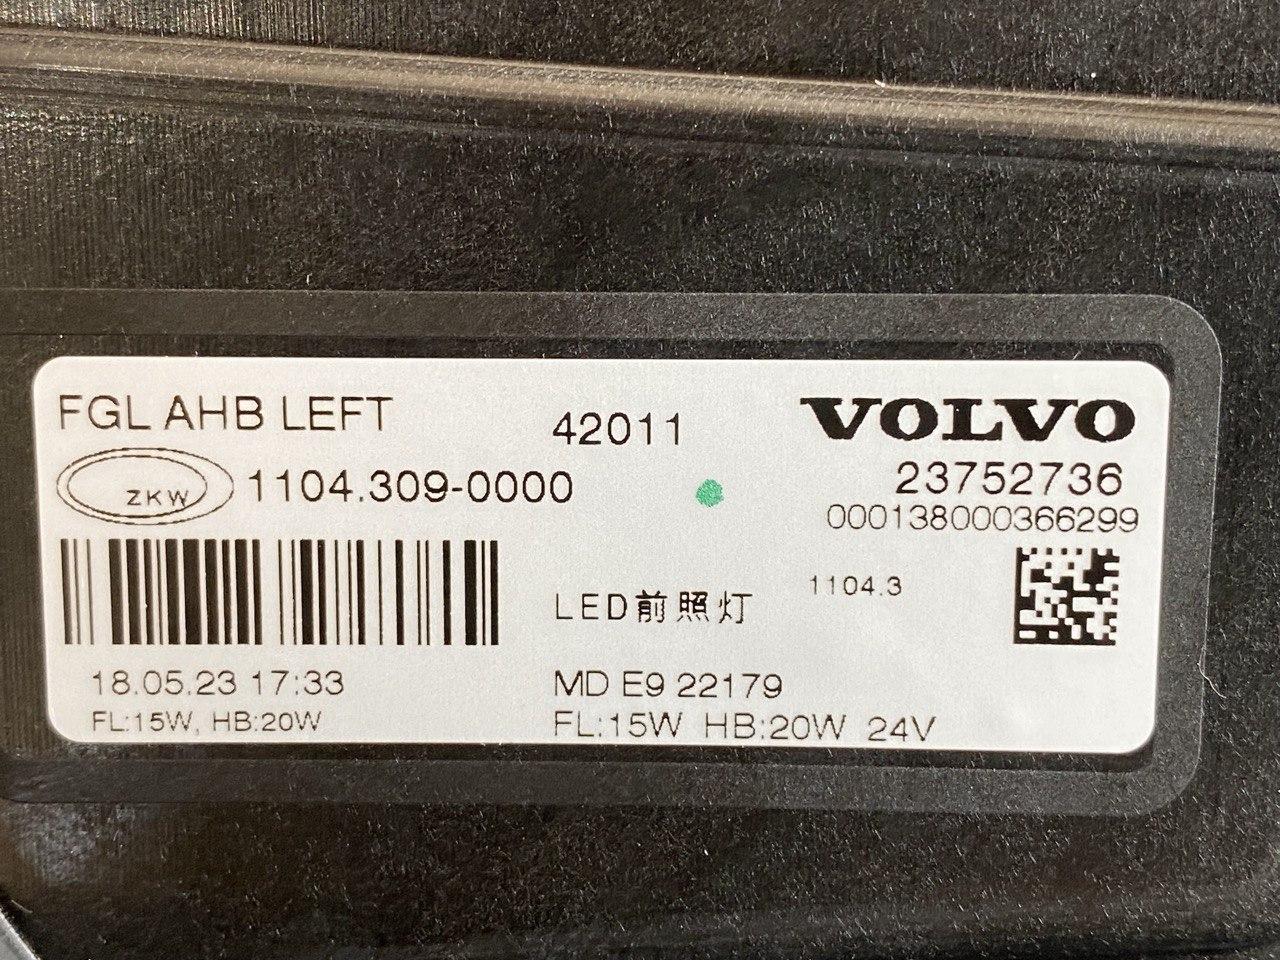 FGL AHB LEFT
42011
VOLVO
ZKW
1104.309-0000
23752736
000138000366299
LED前照灯
1104.3
18.05.23 17:33
MD E9 22179
FL:15W, HB:20W
FL:15W HB:20W 24V